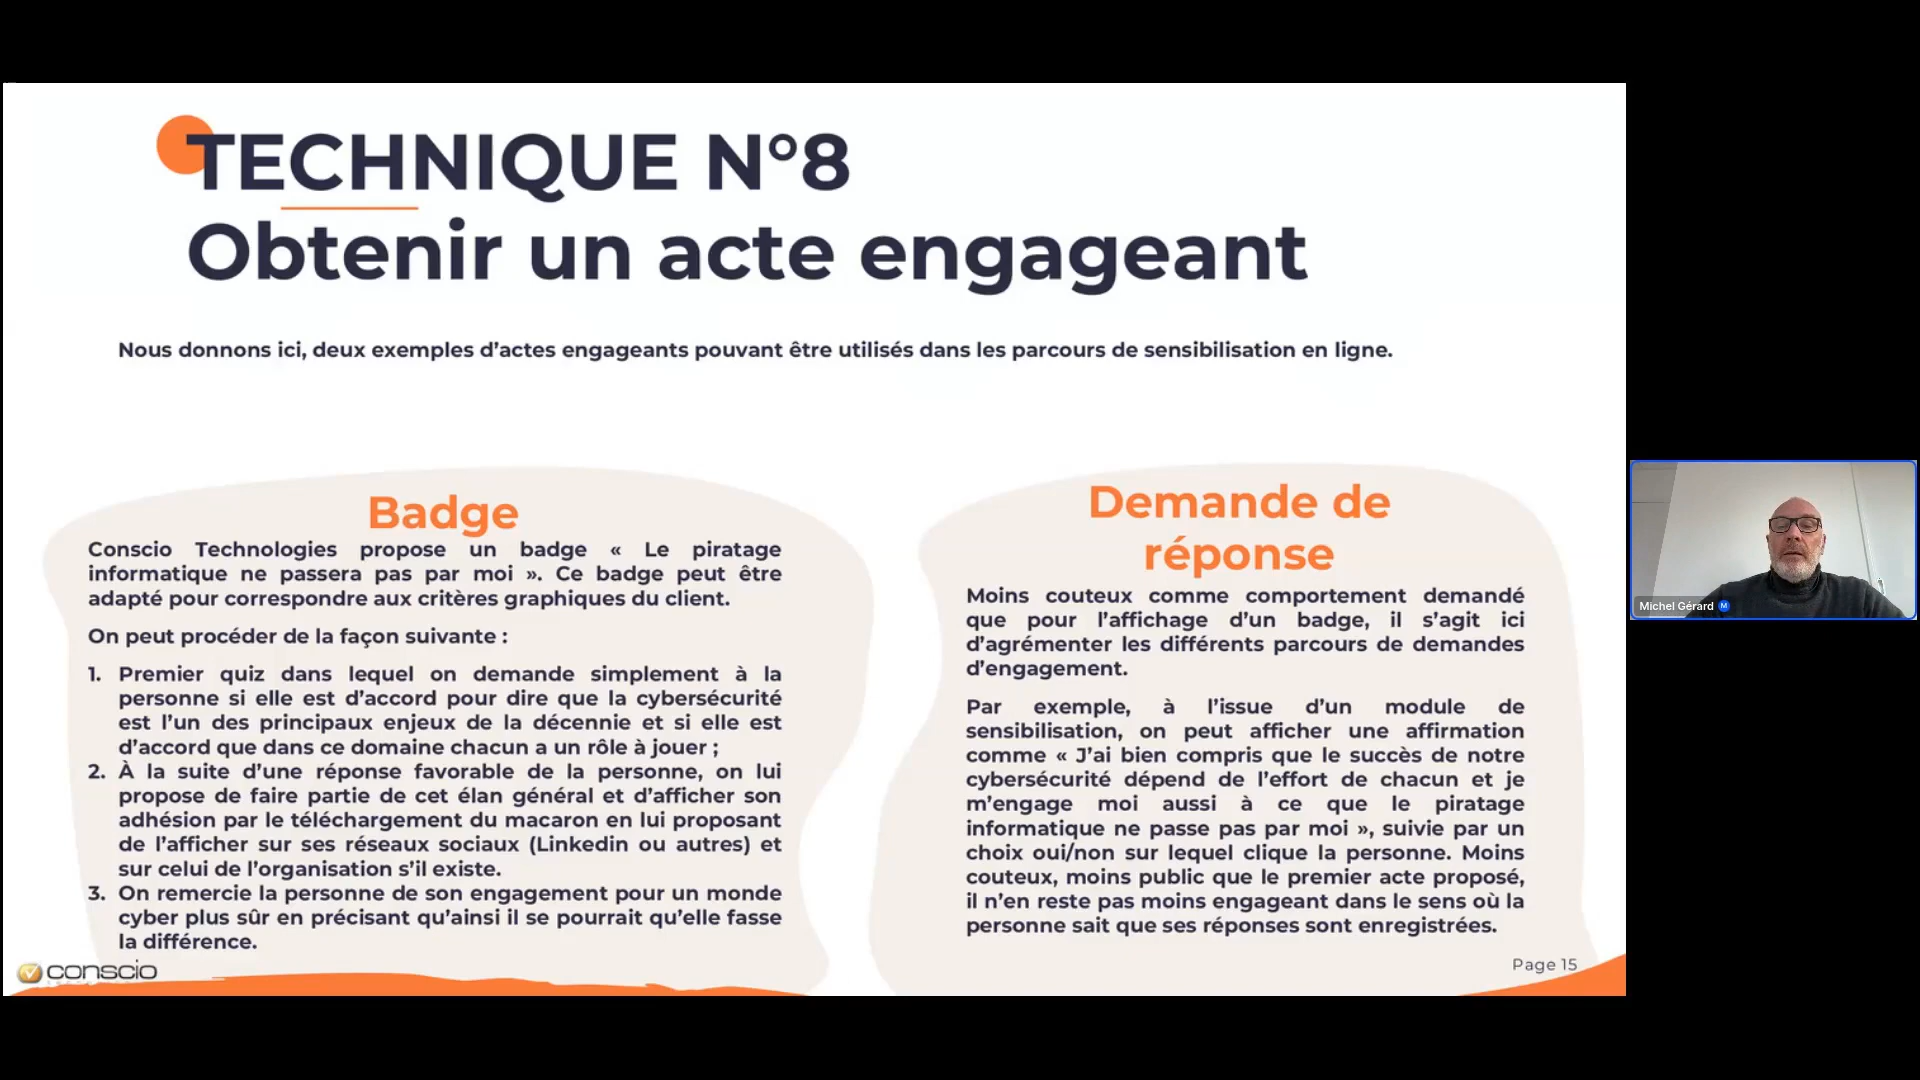 TECHNIQUE N°8
Obtenir un acte engageant
Nous donnons ici, deux exemples d’actes engageants pouvant être utilisés dans les parcours de sensibilisation en ligne.
Badge
Conscio Technologies propose un badge « Le piratage
informatique ne passera pas par moi ». Ce badge peut être
adapté pour correspondre aux critères graphiques du client.
On peut procéder de la façon suivante :
1. Premier quiz dans lequel on demande simplement à la
personne si elle est d’accord pour dire que la cybersécurité
est l’un des principaux enjeux de la décennie et si elle est
d’accord que dans ce domaine chacun a un rôle à jouer ;
2. À la suite d’une réponse favorable de la personne, on lui
propose de faire partie de cet élan général et d’afficher son
adhésion par le téléchargement du macaron en lui proposant
de l’afficher sur ses réseaux sociaux (Linkedin ou autres) et
sur celui de l’organisation s’il existe.
3. On remercie la personne de son engagement pour un monde
cyber plus sûr en précisant qu’ainsi il se pourrait qu’elle fasse
la différence.
Demande de
réponse
Moins couteux comme comportement demandé
que pour l’affichage d’un badge, il s’agit ici
d’agrémenter les différents parcours de demandes
d’engagement.
Par exemple, à l’issue d’un module de
sensibilisation, on peut afficher une affirmation
comme « J’ai bien compris que le succès de notre
cybersécurité dépend de l’effort de chacun et je
m’engage moi aussi à ce que le piratage
informatique ne passe pas par moi », suivie par un
choix oui/non sur lequel clique la personne. Moins
couteux, moins public que le premier acte proposé,
il n’en reste pas moins engageant dans le sens où la
personne sait que ses réponses sont enregistrées.
conscio
Page 15
Michel Gérard M